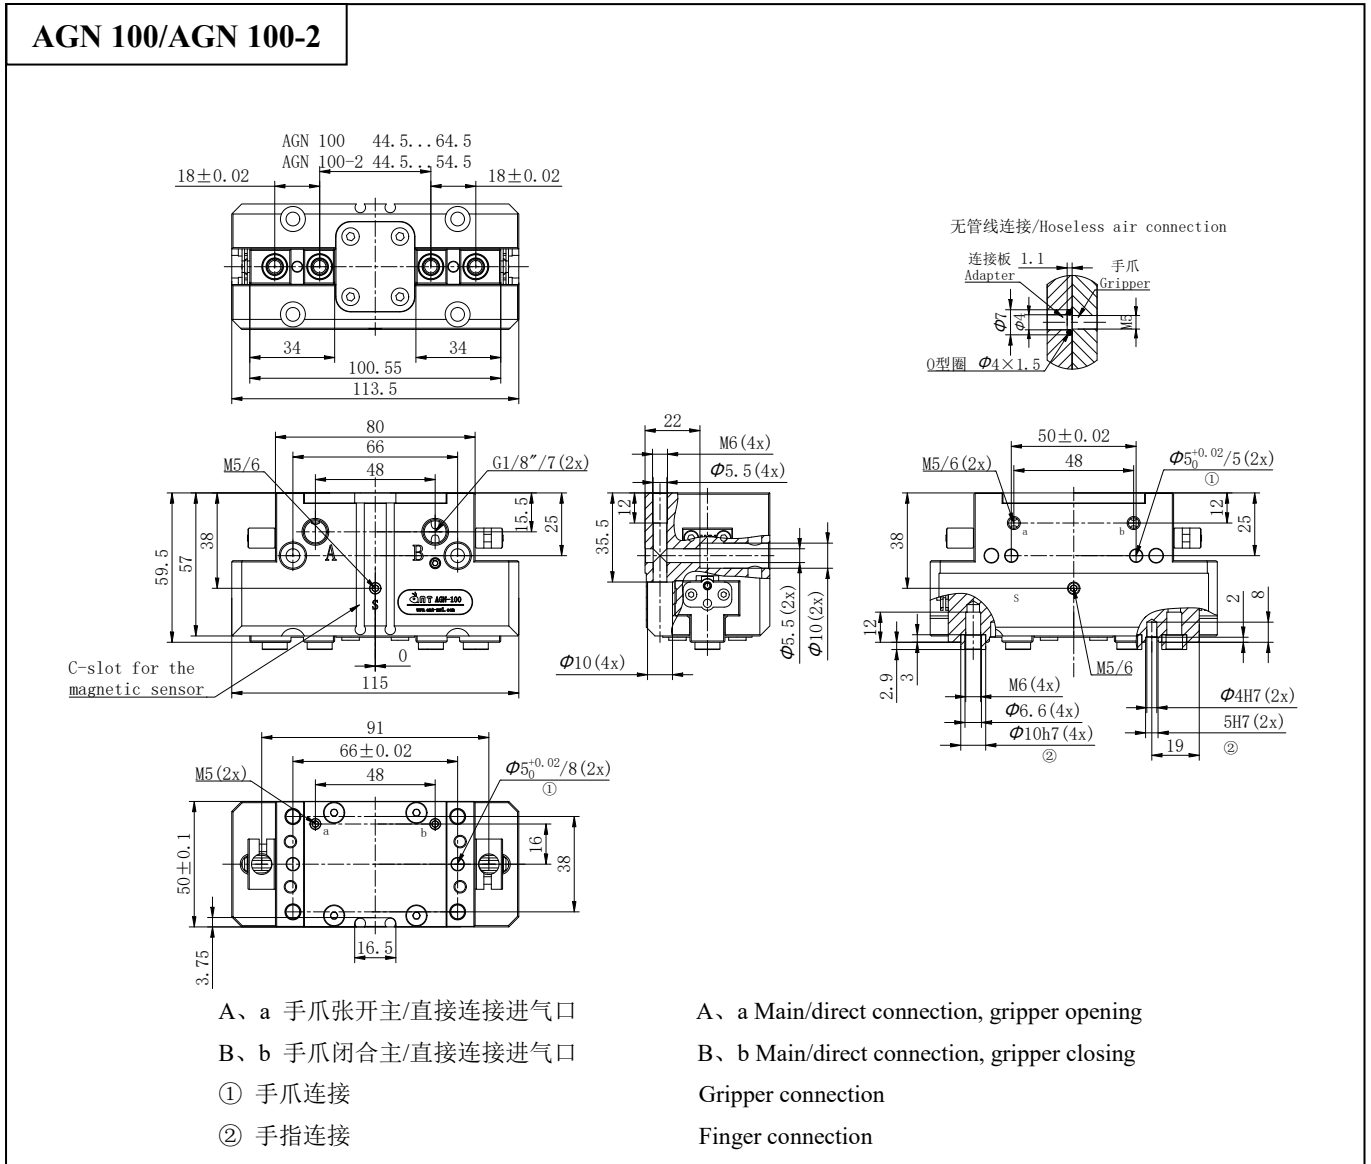 AGN 100/AGN 100-2
AGN 100 44.5...64.5
AGN 100-2 44.5...54.5
18±0.02
18±0.02
34
34
100.55
113.5
无管线连接/Hoseless air connection
连接板 1.1 手爪
Adapter Gripper
Φ7
Φ4
M5
O型圈 Φ4×1.5
80
66
M5/6
48
G1/8"/7(2x)
59.5
57
38
15.5
25
A
B
S
ANT AGN-100
C-slot for the
magnetic sensor
0
115
22
M6(4x)
Φ5.5(4x)
12
35.5
Φ5.5(2x)
Φ10(2x)
Φ10(4x)
50±0.02
M5/6(2x)
48
Φ5+0.02 0/5(2x)
①
38
12
25
a
b
S
12
2.9
3
2
8
M5/6
M6(4x)
Φ6.6(4x)
Φ10h7(4x)
②
Φ4H7(2x)
5H7(2x)
19
②
91
66±0.02
M5(2x)
48
Φ5+0.02 0/8(2x)
①
a
b
50±0.1
16
38
3.75
16.5
A、a 手爪张开主/直接连接进气口 A、a Main/direct connection, gripper opening
B、b 手爪闭合主/直接连接进气口 B、b Main/direct connection, gripper closing
① 手爪连接 Gripper connection
② 手指连接 Finger connection